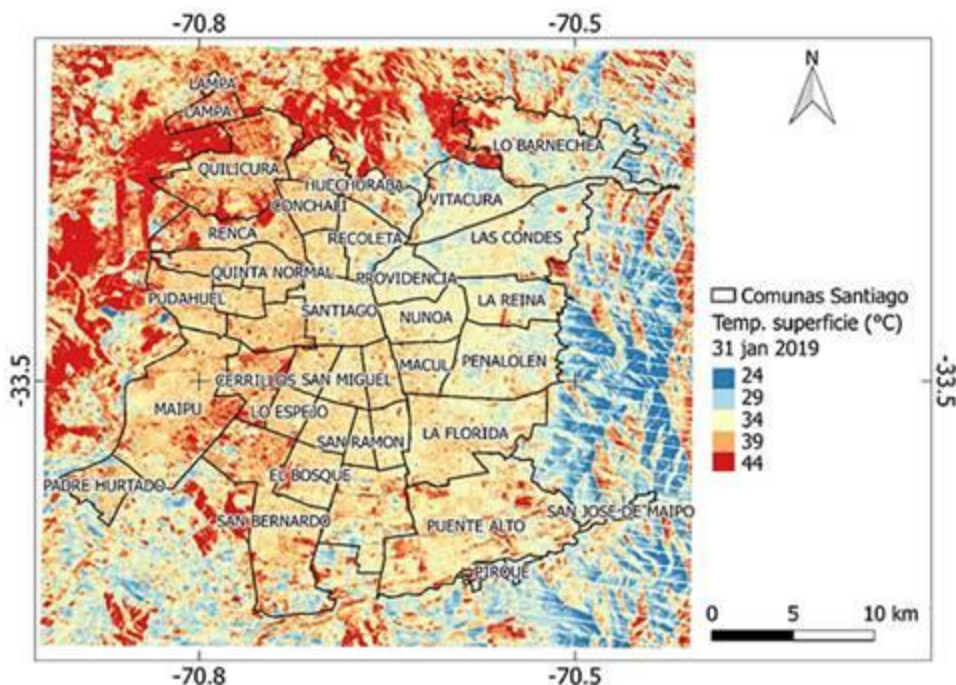 -70.8
-70.5
N
LAMPA
LAMPA
LO BARNECHEA
QUILICURA
HUECHURABA
VITACURA
CONCHALI
RENCA
RECOLETA
LAS CONDES
QUINTA NORMAL
PROVIDENCIA
PUDAHUEL
SANTIAGO
NUNOA
LA REINA
Comunas Santiago
Temp. superficie (°C)
31 jan 2019
24
29
34
39
44
-33.5
-33.5
MACUL
PENALOLEN
CERRILLOS
SAN MIGUEL
MAIPU
LO ESPEJO
SAN RAMON
LA FLORIDA
EL BOSQUE
PADRE HURTADO
SAN BERNARDO
PUENTE ALTO
SAN JOSE DE MAIPO
PIRQUE
0 5 10 km
-70.8
-70.5